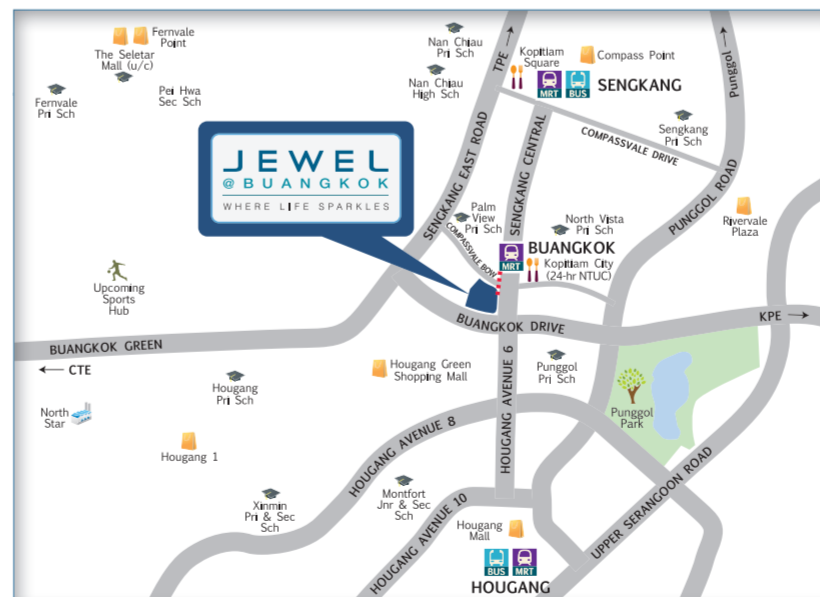 Fernvale
Point
The Seletar
Mall (u/c)
Fernvale
Pri Sch
Pei Hwa
Sec Sch
Nan Chiau
Pri Sch
Nan Chiau
High Sch
TPE
Kopitiam
Square
Compass Point
MRT
BUS
SENGKANG
Punggol
Sengkang
Pri Sch
COMPASSVALE DRIVE
SENGKANG CENTRAL
SENGKANG EAST ROAD
PUNGGOL ROAD
JEWEL
@ BUANGKOK
WHERE LIFE SPARKLES
Palm
View
Pri Sch
COMPASSVALE BOW
North Vista
Pri Sch
Rivervale
Plaza
MRT
BUANGKOK
Kopitiam City
(24-hr NTUC)
Upcoming
Sports
Hub
BUANGKOK DRIVE
KPE
BUANGKOK GREEN
CTE
Hougang
Pri Sch
Hougang Green
Shopping Mall
HOUGANG AVENUE 6
Punggol
Pri Sch
Punggol
Park
North
Star
Hougang 1
HOUGANG AVENUE 8
Xinmin
Pri & Sec
Sch
Montfort
Jnr & Sec
Sch
HOUGANG AVENUE 10
Hougang
Mall
UPPER SERANGOON ROAD
BUS
MRT
HOUGANG